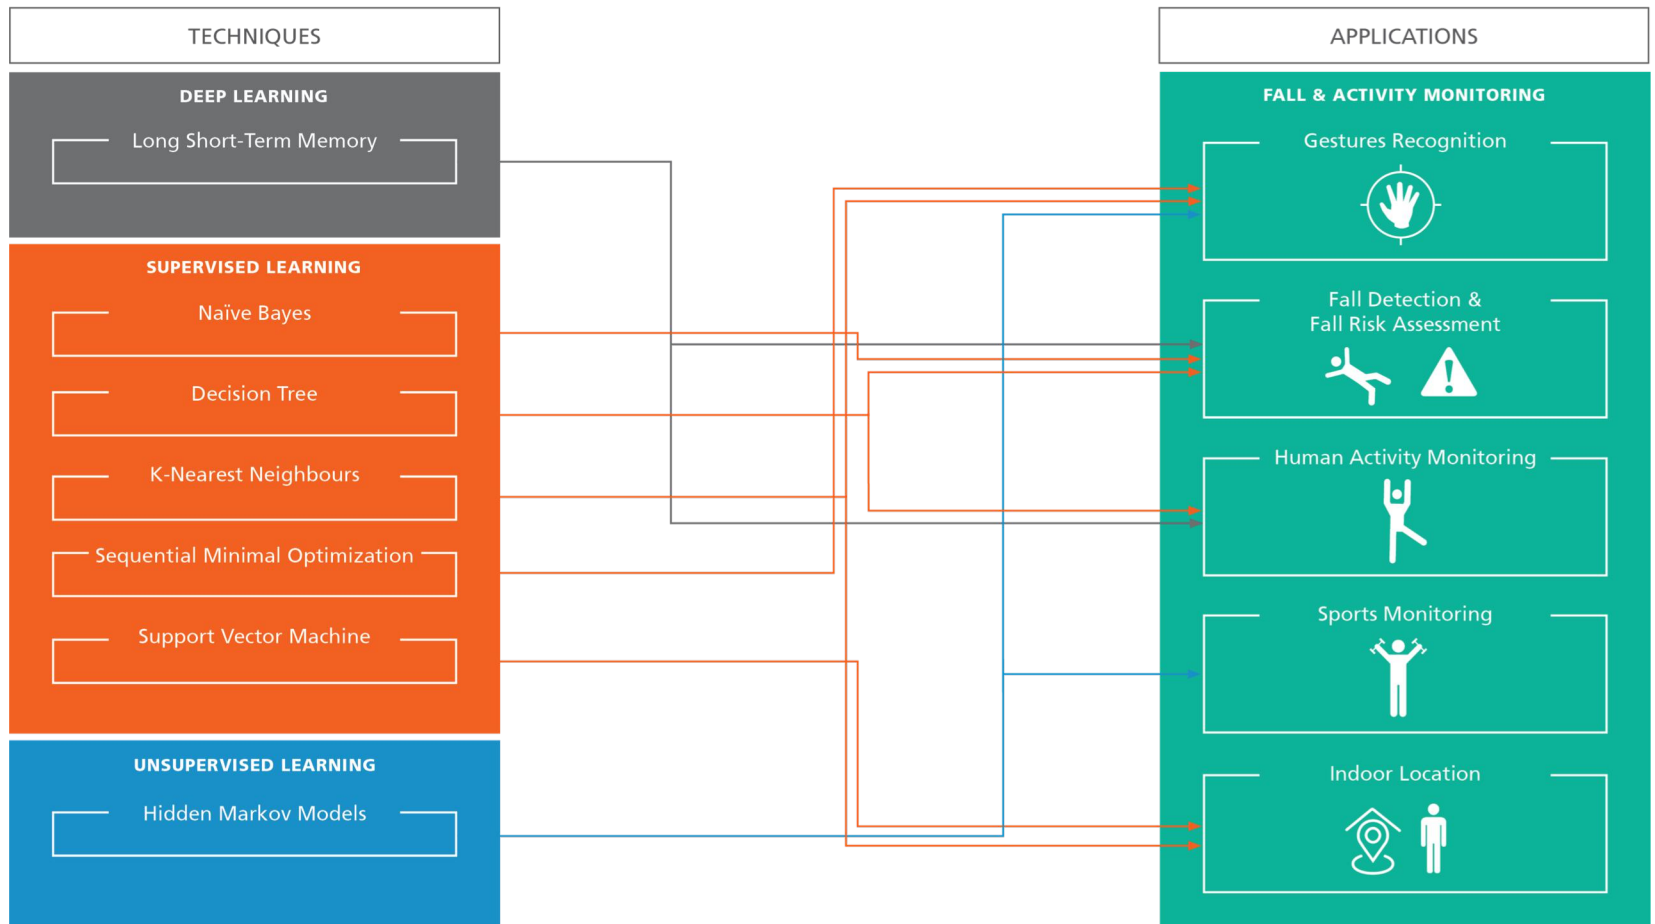 TECHNIQUES
DEEP LEARNING
Long Short-Term Memory
SUPERVISED LEARNING
Naïve Bayes
Decision Tree
K-Nearest Neighbours
Sequential Minimal Optimization
Support Vector Machine
UNSUPERVISED LEARNING
Hidden Markov Models
APPLICATIONS
FALL & ACTIVITY MONITORING
Gestures Recognition
Fall Detection &
Fall Risk Assessment
Human Activity Monitoring
Sports Monitoring
Indoor Location